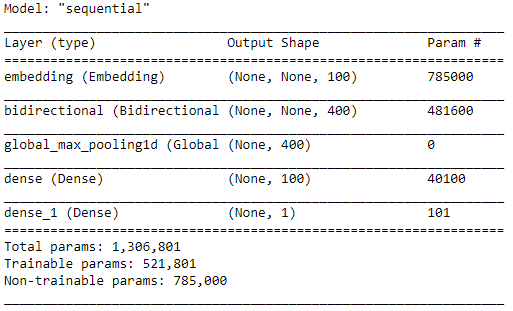 Model: "sequential"
Layer (type) Output Shape Param #
embedding (Embedding) (None, None, 100) 785000
bidirectional (Bidirectional (None, None, 400) 481600
global_max_pooling1d (Global (None, 400) 0
dense (Dense) (None, 100) 40100
dense_1 (Dense) (None, 1) 101
Total params: 1,306,801
Trainable params: 521,801
Non-trainable params: 785,000